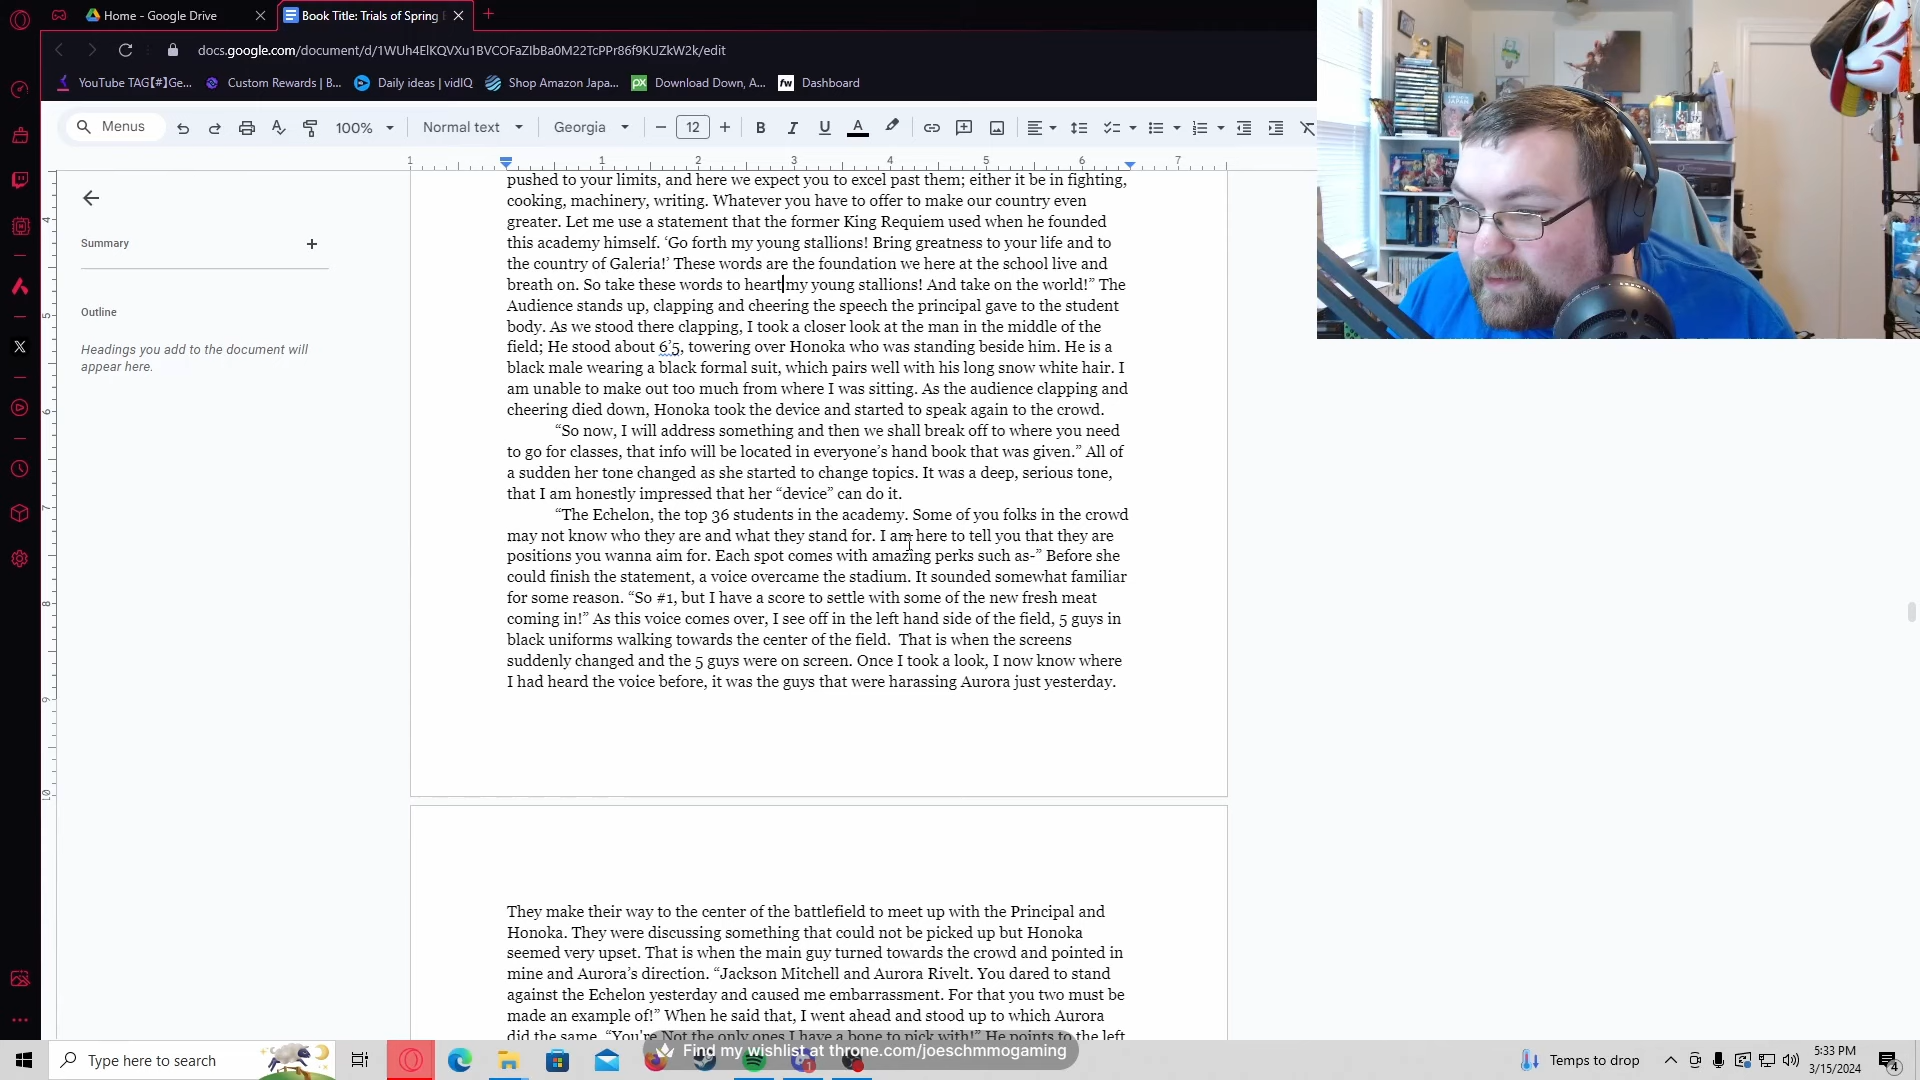 Home - Google Drive
Book Title: Trials of Spring
docs.google.com/document/d/1WUh4ElKQVXu1BVCOFaZIbBa0M22TcPPr86f9KUZkW2k/edit
YouTube TAG【#】Ge...
Custom Rewards | B...
Daily ideas | vidIQ
Shop Amazon Japa...
Download Down, A...
Dashboard
Menus
100%
Normal text
Georgia
12
Summary
Outline
Headings you add to the document will
appear here.
pushed to your limits, and here we expect you to excel past them; either it be in fighting,
cooking, machinery, writing. Whatever you have to offer to make our country even
greater. Let me use a statement that the former King Requiem used when he founded
this academy himself. ‘Go forth my young stallions! Bring greatness to your life and to
the country of Galeria!’ These words are the foundation we here at the school live and
breath on. So take these words to heart my young stallions! And take on the world!” The
Audience stands up, clapping and cheering the speech the principal gave to the student
body. As we stood there clapping, I took a closer look at the man in the middle of the
field; He stood about 6’5, towering over Honoka who was standing beside him. He is a
black male wearing a black formal suit, which pairs well with his long snow white hair. I
am unable to make out too much from where I was sitting. As the audience clapping and
cheering died down, Honoka took the device and started to speak again to the crowd.
“So now, I will address something and then we shall break off to where you need
to go for classes, that info will be located in everyone’s hand book that was given.” All of
a sudden her tone changed as she started to change topics. It was a deep, serious tone,
that I am honestly impressed that her “device” can do it.
“The Echelon, the top 36 students in the academy. Some of you folks in the crowd
may not know who they are and what they stand for. I am here to tell you that they are
positions you wanna aim for. Each spot comes with amazing perks such as-” Before she
could finish the statement, a voice overcame the stadium. It sounded somewhat familiar
for some reason. “So #1, but I have a score to settle with some of the new fresh meat
coming in!” As this voice comes over, I see off in the left hand side of the field, 5 guys in
black uniforms walking towards the center of the field.  That is when the screens
suddenly changed and the 5 guys were on screen. Once I took a look, I now know where
I had heard the voice before, it was the guys that were harassing Aurora just yesterday.
They make their way to the center of the battlefield to meet up with the Principal and
Honoka. They were discussing something that could not be picked up but Honoka
seemed very upset. That is when the main guy turned towards the crowd and pointed in
mine and Aurora’s direction. “Jackson Mitchell and Aurora Rivelt. You dared to stand
against the Echelon yesterday and caused me embarrassment. For that you two must be
made an example of!” When he said that, I went ahead and stood up to which Aurora
did the same. “You’re Not the only ones I have a bone to pick with!” He points to the left
Find my wishlist at throne.com/joeschmmogaming
Type here to search
Temps to drop
5:33 PM
3/15/2024